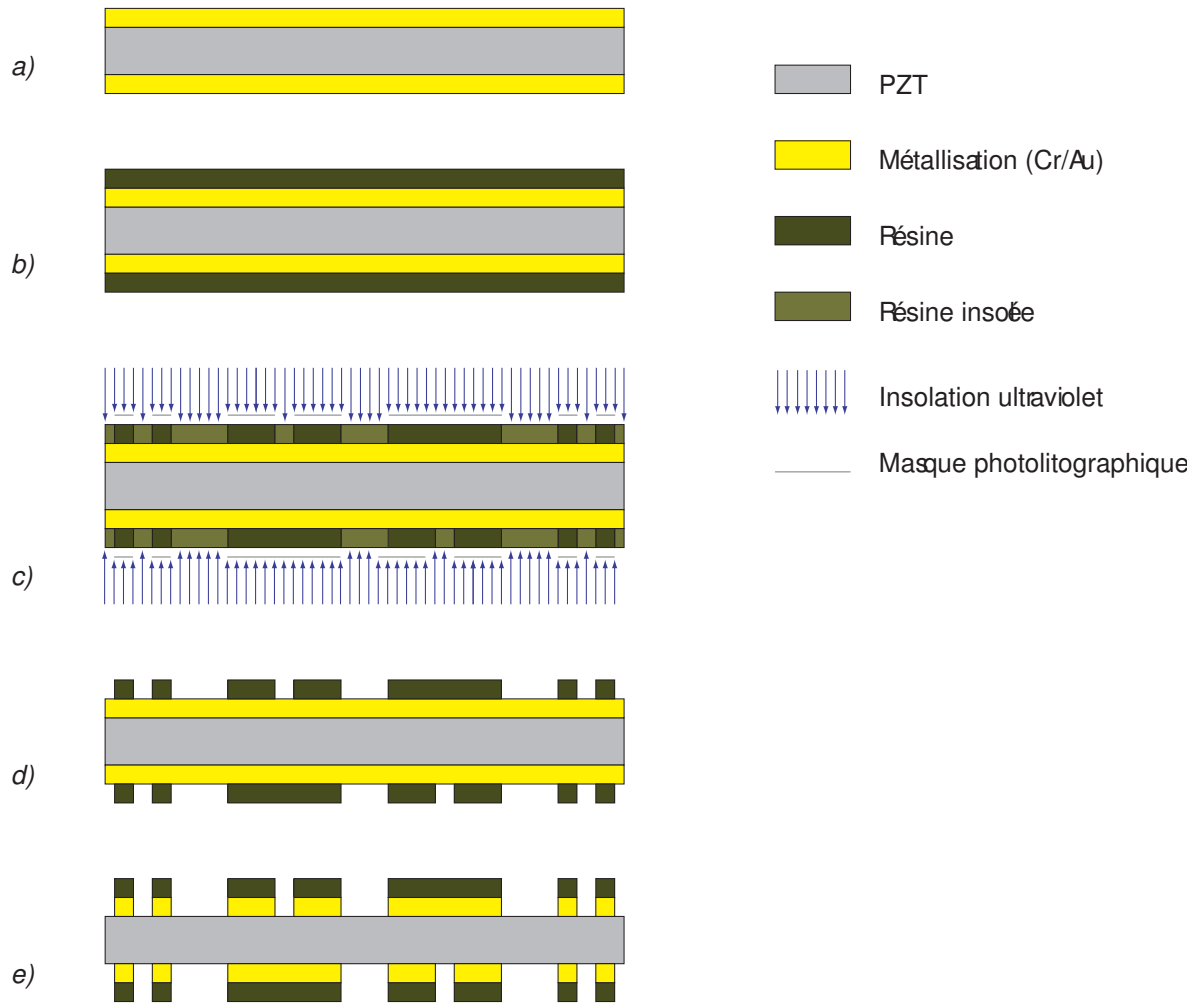 a)
PZT
Métallisation (Cr/Au)
b)
Résine
Résine insolée
Insolation ultraviolet
Masque photolitographique
c)
d)
e)